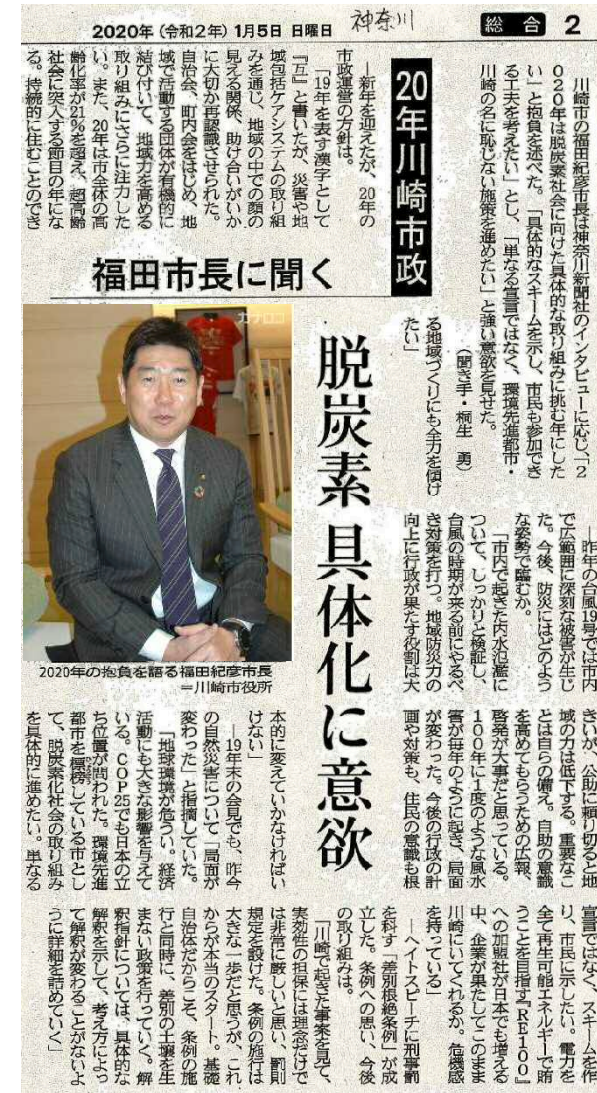 2020年(令和2年)1月5日 日曜日
神奈川
総合 2
20年川崎市政
福田市長に聞く
脱炭素 具体化に意欲
川崎市の福田紀彦市長は神奈川新聞社のインタビューに応じ、「2
020年は脱炭素社会に向けた具体的な取り組みに挑む年にした
い」と抱負を述べた。「具体的なスキームを示し、市民も参加でき
る工夫を考えたい」とし、「単なる宣言ではなく、環境先進都市・
川崎の名に恥じない施策を進めたい」と強い意欲を見せた。
(聞き手・桐生 勇)
―新年を迎えたが、20年の
市政運営の方針は。
「19年を表す漢字として
『互』と書いたが、災害や地
域包括ケアシステムの取り組
みを通じ、地域の中での顔の
見える関係、助け合いがいか
に大切か再認識させられた。
自治会、町内会をはじめ、地
域で活動する団体が有機的に
結び付いて、地域力を高める
取り組みにさらに注力した
い。また、20年は市全体の高
齢化率が21%を超え、超高齢
社会に突入する節目の年にな
る。持続的に住むことのでき
る地域づくりにも全力を傾け
たい」
―昨年の台風19号では市内
で広範囲に深刻な被害が生じ
た。今後、防災にはどのよう
な姿勢で臨むか。
「市内で起きた内水氾濫に
ついて、しっかりと検証し、
台風の時期が来る前にやるべ
き対策を打つ。地域防災力の
向上に行政が果たす役割は大
きいが、公助に頼り切ると地
域の力は低下する。重要なこ
とは自らの備え。自助の意識
を高めてもらうための広報、
啓発が大事だと思っている。
100年に1度のような風水
害が毎年のように起き、局面
が変わった。今後の行政の計
画や対策も、住民の意識も根
本的に変えていかなければい
けない」
―19年末の会見でも、昨今
の自然災害について「局面が
変わった」と指摘していた。
「地球環境が危うい。経済
活動にも大きな影響を与えて
いる。COP25でも日本の立
ち位置が問われた。環境先進
都市を標榜している市とし
て、脱炭素化社会の取り組み
を具体的に進めたい。単なる
宣言ではなく、スキームを作
り、市民に示したい。電力を
全て再生可能エネルギーで賄
うことを目指す『RE100』
への加盟社が日本でも増える
中、企業が果たしてこのまま
川崎にいてくれるか。危機感
を持っている」
―ヘイトスピーチに刑事罰
を科す「差別根絶条例」が成
立した。条例への思い、今後
の取り組みは。
「川崎で起きた事案を見て、
実効性の担保には理念だけで
は非常に厳しいと思い、罰則
規定を設けた。条例の施行は
大きな一歩だと思うが、これ
からが本当のスタート。基礎
自治体だからこそ、条例の施
行と同時に、差別の土壌を生
まない政策を行っていく。解
釈指針については、具体的な
解釈を示して、考え方によっ
て解釈が変わることがないよ
うに詳細を詰めていく」
カナロコ
2020年の抱負を語る福田紀彦市長
=川崎市役所